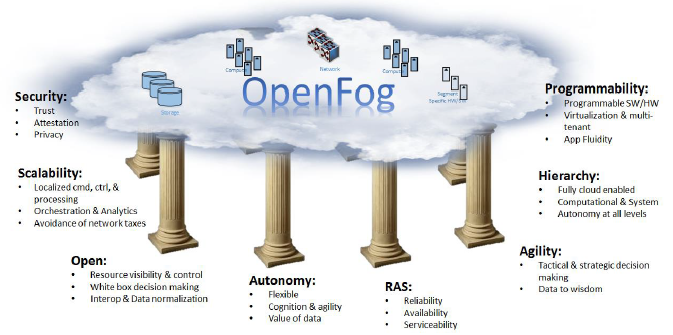 Compute
Network
Compute
Storage
OpenFog
Segment
Specific HW/
Security:
• Trust
• Attestation
• Privacy
Scalability:
• Localized cmd, ctrl, &
processing
• Orchestration & Analytics
• Avoidance of network taxes
Open:
• Resource visibility & control
• White box decision making
• Interop & Data normalization
Autonomy:
• Flexible
• Cognition & agility
• Value of data
RAS:
• Reliability
• Availability
• Serviceability
Agility:
• Tactical & strategic decision
making
• Data to wisdom
Hierarchy:
• Fully cloud enabled
• Computational & System
• Autonomy at all levels
Programmability:
• Programmable SW/HW
• Virtualization & multi-
tenant
• App Fluidity